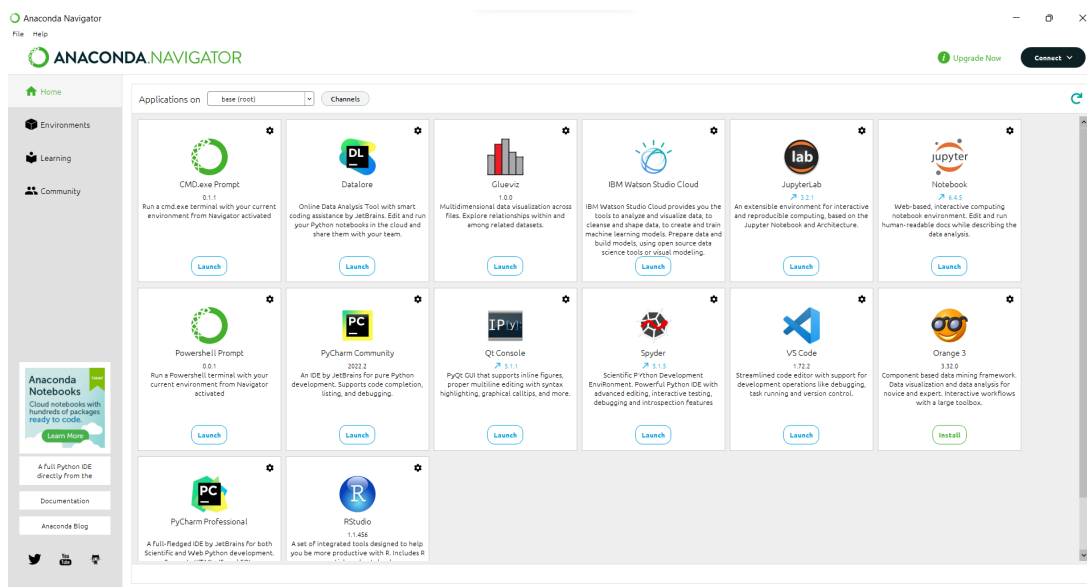 Anaconda Navigator
File Help
ANACONDA.NAVIGATOR
Upgrade Now
Connect
Home
Environments
Learning
Community
Applications on base (root) Channels
CMD.exe Prompt
0.1.1
Run a cmd.exe terminal with your current
environment from Navigator activated
Launch
DL
Datalore
Online Data Analysis Tool with smart
coding assistance by JetBrains. Edit and run
your Python notebooks in the cloud and
share them with your team.
Launch
Glueviz
1.0.0
Multidimensional data visualization across
files. Explore relationships within and
among related datasets.
Launch
IBM Watson Studio Cloud
IBM Watson Studio Cloud provides you the
tools to analyze and visualize data, to
cleanse and shape data, to create and train
machine learning models. Prepare data and
build models, using open source data
science tools or visual modeling.
Launch
lab
JupyterLab
3.2.1
An extensible environment for interactive
and reproducible computing, based on the
Jupyter Notebook and Architecture.
Launch
jupyter
Notebook
6.4.5
Web-based, interactive computing
notebook environment. Edit and run
human-readable docs while describing the
data analysis.
Launch
Powershell Prompt
0.0.1
Run a Powershell terminal with your
current environment from Navigator
activated
Launch
PC
PyCharm Community
2022.2
An IDE by JetBrains for pure Python
development. Supports code completion,
listing, and debugging.
Launch
IP[y]:
Qt Console
5.1.1
PyQt GUI that supports inline figures,
proper multiline editing with syntax
highlighting, graphical calltips, and more.
Launch
Spyder
5.1.5
Scientific PYthon Development
EnviRonment. Powerful Python IDE with
advanced editing, interactive testing,
debugging and introspection features
Launch
VS Code
1.72.2
Streamlined code editor with support for
development operations like debugging,
task running and version control.
Launch
Orange 3
3.32.0
Component based data mining framework.
Data visualization and data analysis for
novice and expert. Interactive workflows
with a large toolbox.
Install
PC
PyCharm Professional
A full-fledged IDE by JetBrains for both
Scientific and Web Python development.
R
RStudio
1.1.456
A set of integrated tools designed to help
you be more productive with R. Includes R
Anaconda
Notebooks
Cloud notebooks with
hundreds of packages
ready to code.
Learn More
A full Python IDE
directly from the
Documentation
Anaconda Blog
You
Tube